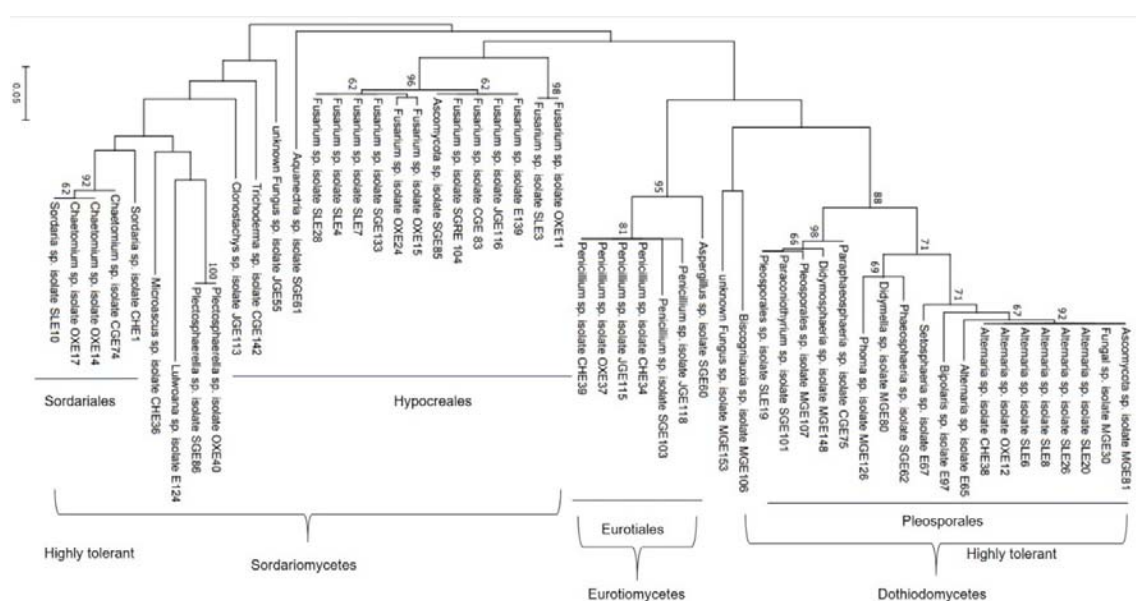 0.05
62
92
100
62
96
62
98
95
81
88
98
66
71
69
71
67
92
Sordaria sp. isolate SLE10
Chaetomium sp. isolate OXE17
Chaetomium sp. isolate OXE14
Chaetomium sp. isolate CGE74
Sordaria sp. isolate CHE1
Microascus sp. isolate CHE36
Lulwoana sp. isolate E124
Plectosphaerella sp. isolate SGE86
Plectosphaerella sp. isolate OXE40
Clonostachys sp. isolate JGE113
Trichoderma sp. isolate CGE142
unknown Fungus sp. isolate JGE5
Aquanectria sp. isolate SGE61
Fusarium sp. isolate SLE28
Fusarium sp. isolate SLE4
Fusarium sp. isolate SLE7
Fusarium sp. isolate SGE133
Fusarium sp. isolate OXE24
Fusarium sp. isolate OXE15
Ascomycota sp. isolate SGE85
Fusarium sp. isolate SGRE 104
Fusarium sp. isolate CGE 83
Fusarium sp. isolate JGE116
Fusarium sp. isolate E139
Fusarium sp. isolate SLE3
Fusarium sp. isolate OXE11
Penicillium sp. isolate CHE39
Penicillium sp. isolate OXE37
Penicillium sp. isolate JGE115
Penicillium sp. isolate CHE34
Penicillium sp. isolate SGE103
Penicillium sp. isolate JGE118
Aspergillus sp. isolate SGE60
unknown Fungus sp. isolate MGE153
Biscogniauxia sp. isolate MGE106
Pleosporales sp. isolate SLE19
Paraconiothyrium sp. isolate SGE101
Pleosporales sp. isolate MGE107
Didymosphaeria sp. isolate MGE148
Paraphaeosphaeria sp. isolate CGE75
Phoma sp. isolate MGE126
Didymella sp. isolate MGE80
Phaeosphaeria sp. isolate SGE62
Setosphaeria sp. isolate E67
Bipolaris sp. isolate E97
Alternaria sp. isolate E65
Alternaria sp. isolate CHE38
Alternaria sp. isolate OXE12
Alternaria sp. isolate SLE6
Alternaria sp. isolate SLE8
Alternaria sp. isolate SLE26
Alternaria sp. isolate SLE20
Fungal sp. isolate MGE30
Ascomycota sp. isolate MGE81
Sordariales
Hypocreales
Eurotiales
Pleosporales
Highly tolerant
Sordariomycetes
Highly tolerant
Eurotiomycetes
Dothiodomycetes